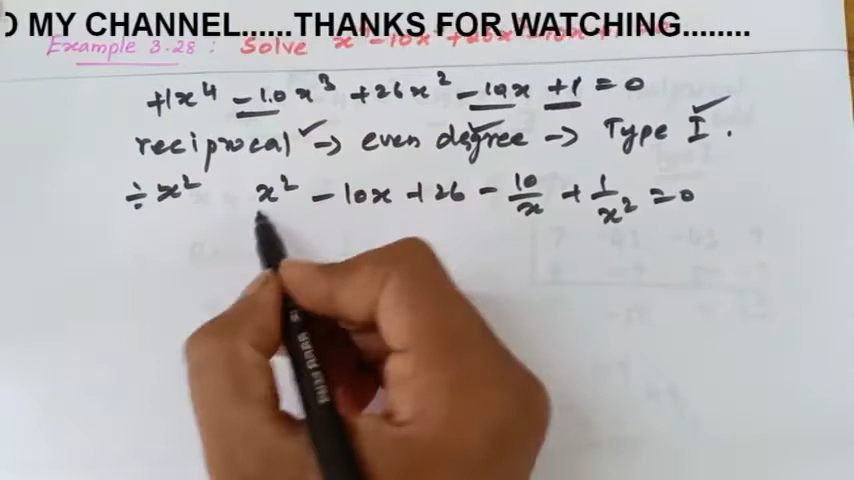 ) MY CHANNEL......THANKS FOR WATCHING........
Example 3.28 : Solve
+1x⁴ - 10x³ + 26x² - 10x + 1 = 0
reciprocal ✓ → even degree → Type I.
÷ x² x² - 10x + 26 - 10/x + 1/x² = 0